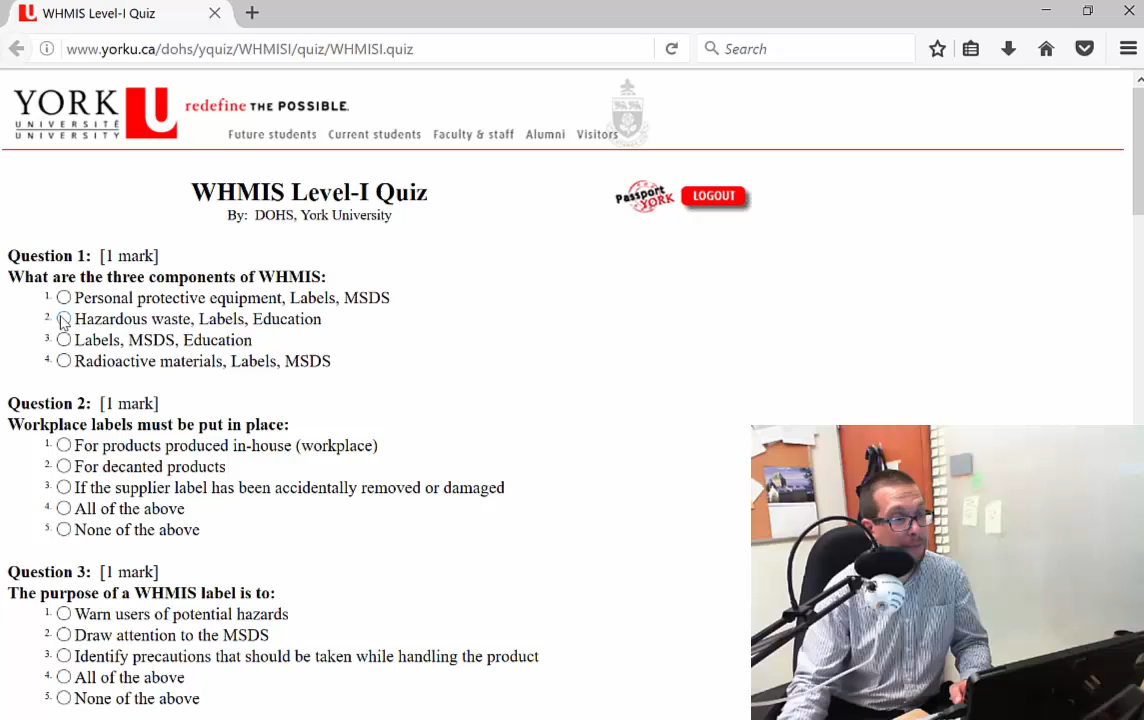 WHMIS Level-I Quiz
www.yorku.ca/dohs/yquiz/WHMISI/quiz/WHMISI.quiz
Search
YORK U
UNIVERSITÉ
UNIVERSITY
redefine THE POSSIBLE.
Future students Current students Faculty & staff Alumni Visitors
WHMIS Level-I Quiz
By: DOHS, York University
Passport YORK
LOGOUT
Question 1: [1 mark]
What are the three components of WHMIS:
1. Personal protective equipment, Labels, MSDS
2. Hazardous waste, Labels, Education
3. Labels, MSDS, Education
4. Radioactive materials, Labels, MSDS
Question 2: [1 mark]
Workplace labels must be put in place:
1. For products produced in-house (workplace)
2. For decanted products
3. If the supplier label has been accidentally removed or damaged
4. All of the above
5. None of the above
Question 3: [1 mark]
The purpose of a WHMIS label is to:
1. Warn users of potential hazards
2. Draw attention to the MSDS
3. Identify precautions that should be taken while handling the product
4. All of the above
5. None of the above